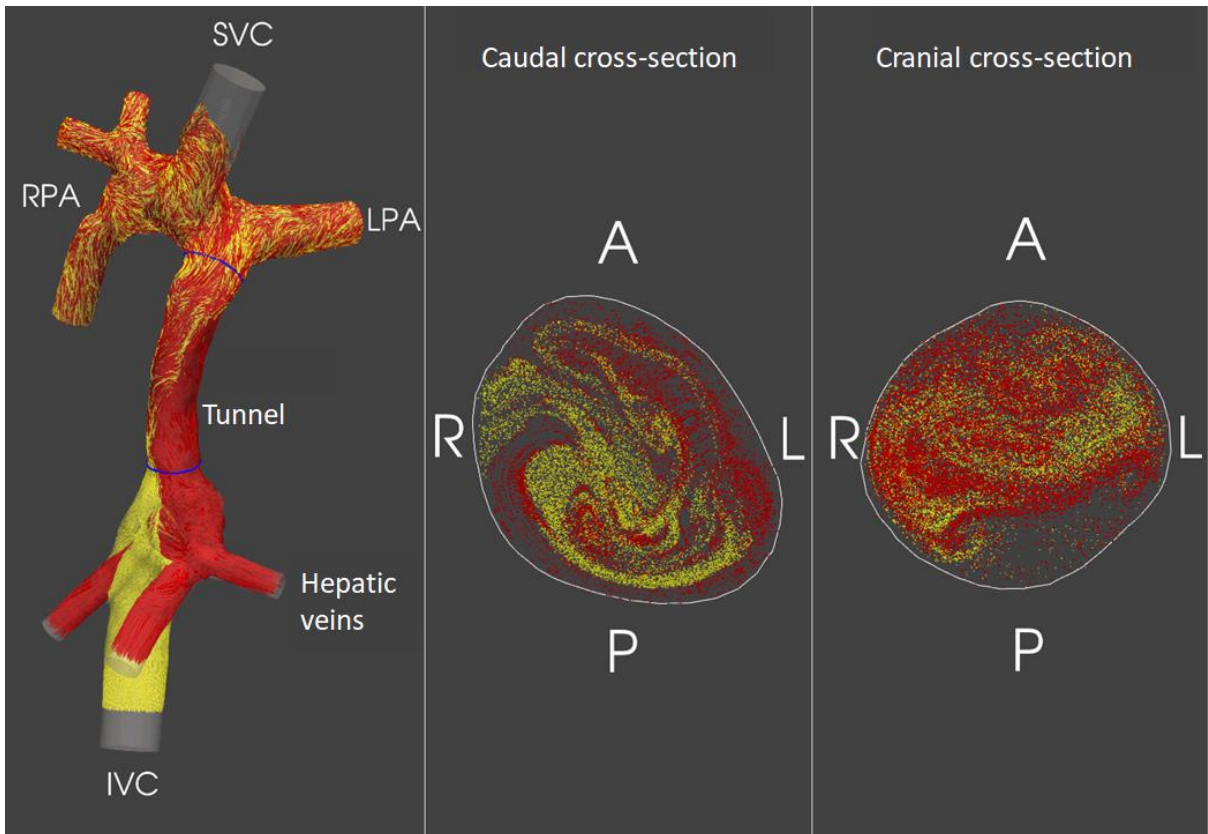 SVC
RPA
LPA
Tunnel
Hepatic
veins
IVC
Caudal cross-section
A
R
L
P
Cranial cross-section
A
R
L
P